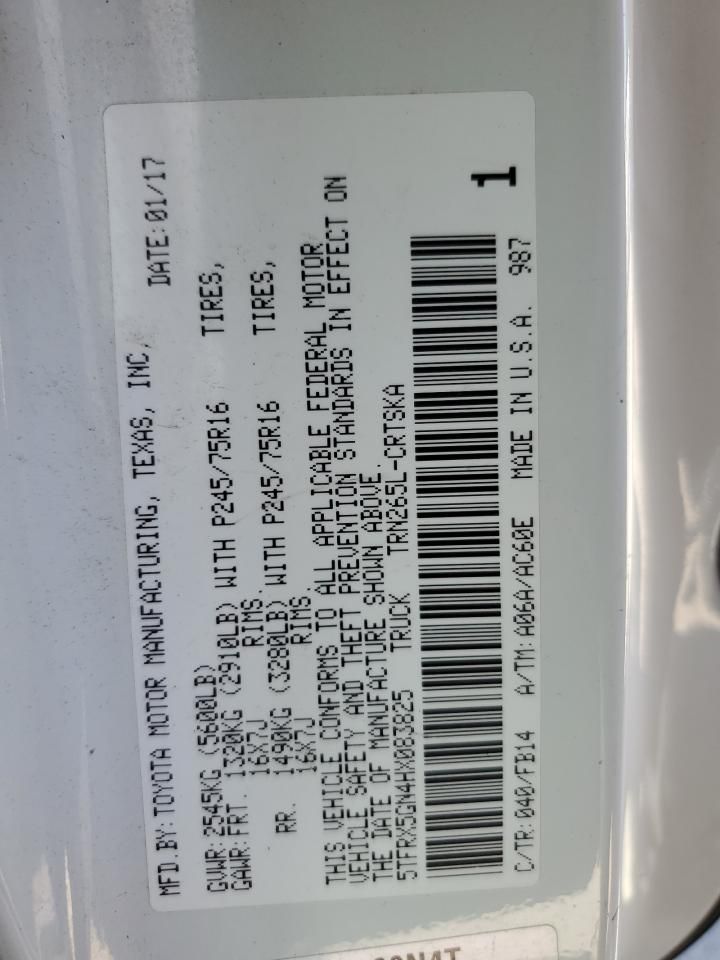 MFD. BY: TOYOTA MOTOR MANUFACTURING, TEXAS, INC, DATE: 01/17
GVWR: 2545KG (5600LB)
GAWR: FRT. 1320KG (2910LB) WITH P245/75R16 TIRES,
16X7J RIMS.
RR. 1490KG (3280LB) WITH P245/75R16 TIRES,
16X7J RIMS.
THIS VEHICLE CONFORMS TO ALL APPLICABLE FEDERAL MOTOR
VEHICLE SAFETY AND THEFT PREVENTION STANDARDS IN EFFECT ON
THE DATE OF MANUFACTURE SHOWN ABOVE.
5TFRX5GN4HX083825 TRUCK TRN265L-CRTSKA
1
C/TR: 040/FB14 A/TM: A06A/AC60E MADE IN U.S.A. 987